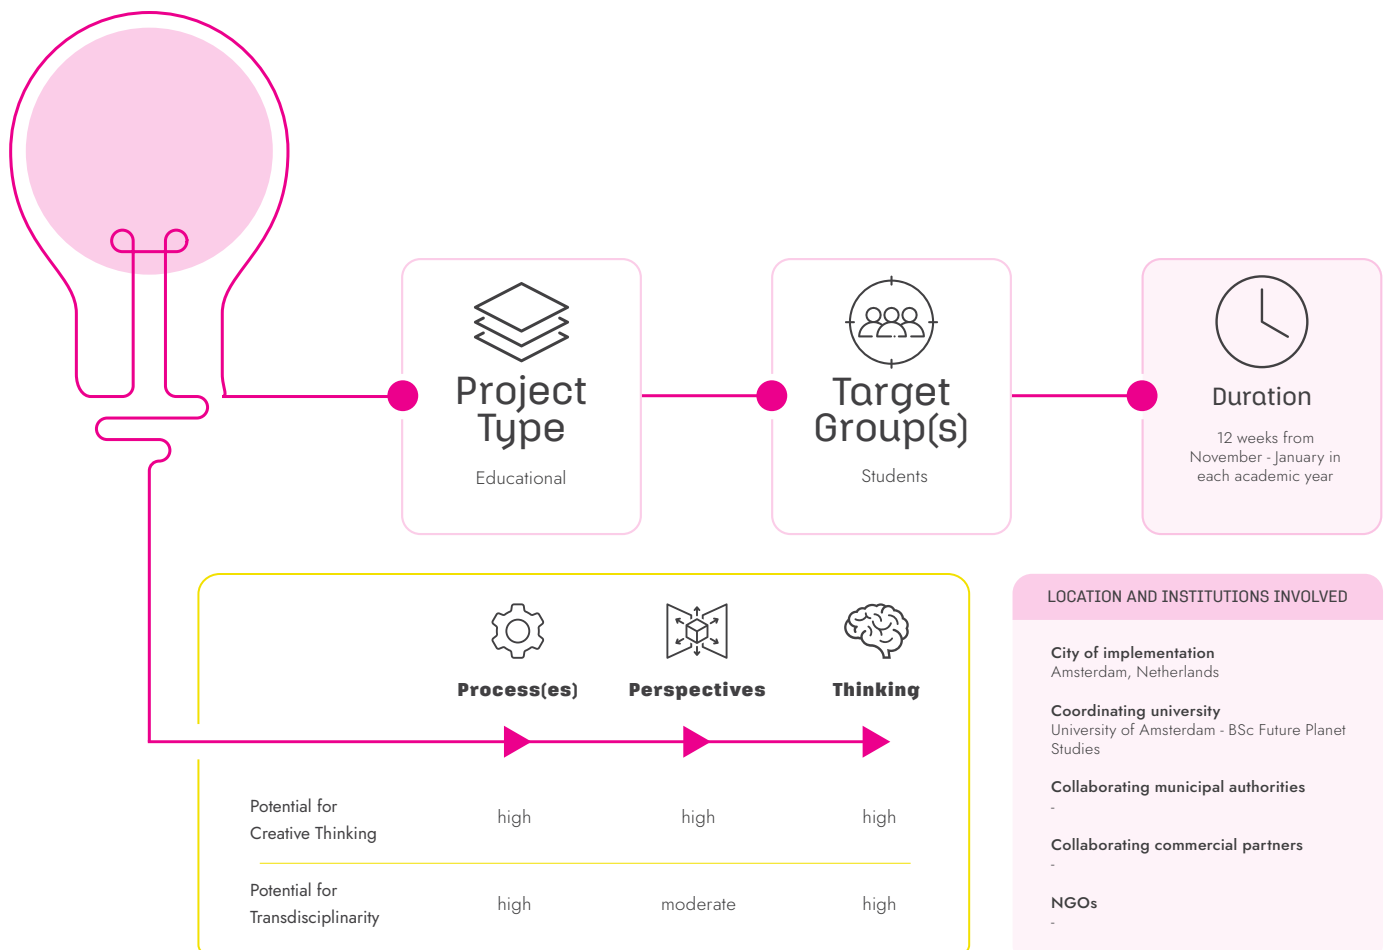 Project
Type
Educational
Target
Group(s)
Students
Duration
12 weeks from
November - January in
each academic year
Process(es)
Perspectives
Thinking
Potential for
Creative Thinking
high
high
high
Potential for
Transdisciplinarity
high
moderate
high
LOCATION AND INSTITUTIONS INVOLVED
City of implementation
Amsterdam, Netherlands
Coordinating university
University of Amsterdam - BSc Future Planet
Studies
Collaborating municipal authorities
-
Collaborating commercial partners
-
NGOs
-